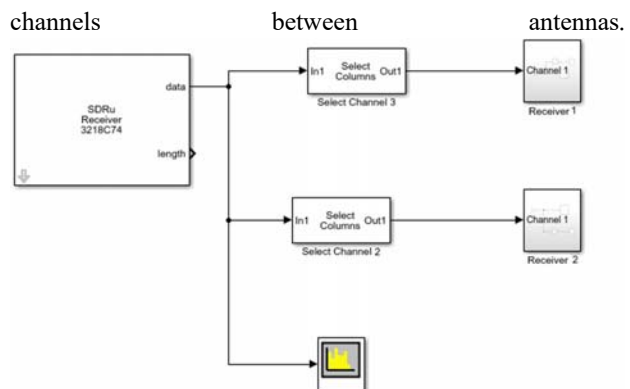 channels between antennas.
data
SDRu
Receiver
3218C74
length
In1 Select Columns Out1
Select Channel 3
Channel 1
Receiver 1
In1 Select Columns Out1
Select Channel 2
Channel 1
Receiver 2